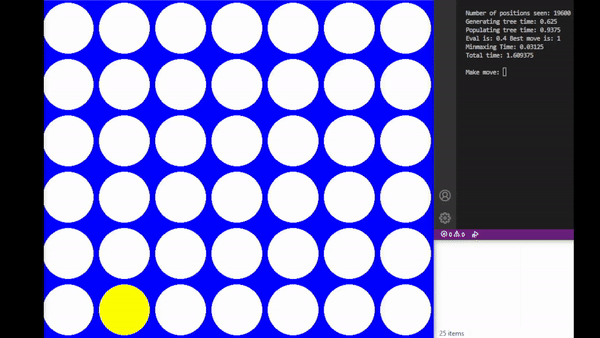 Number of positions seen: 19600
Generating tree time: 0.625
Populating tree time: 0.9375
Eval is: 0.4 Best move is: 1
Minmaxing Time: 0.03125
Total time: 1.609375
Make move:
0 0
25 items